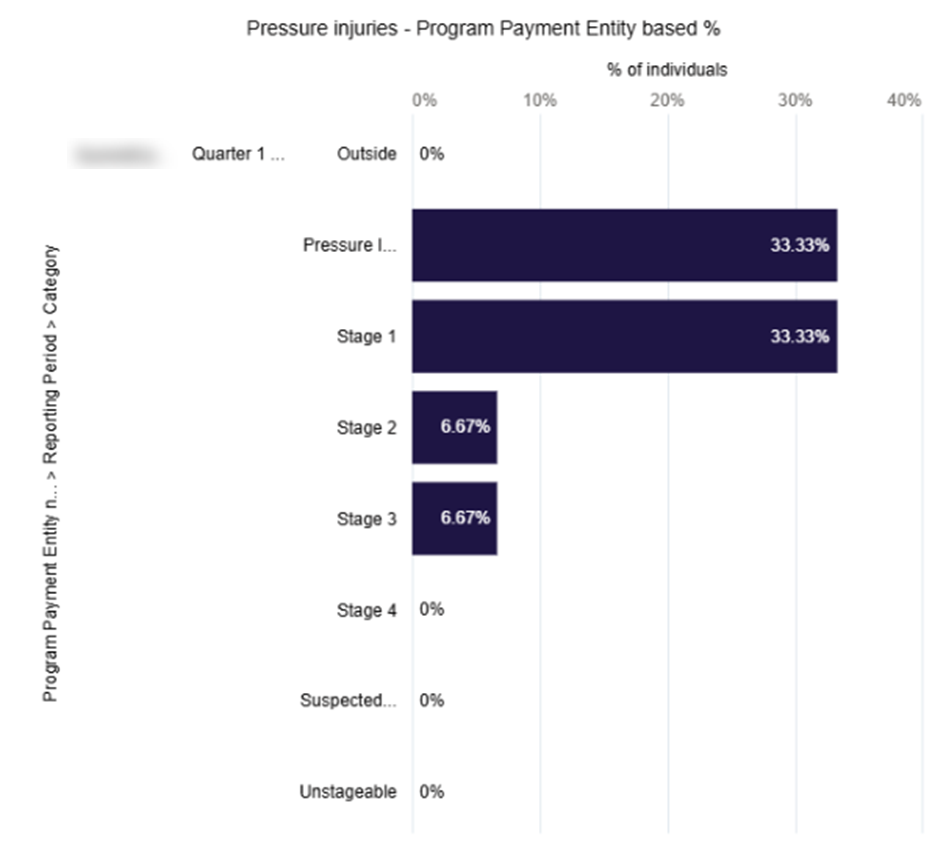 Pressure injuries - Program Payment Entity based %
% of individuals
0% 10% 20% 30% 40%
Quarter 1 ... Outside 0%
Pressure I... 33.33%
Stage 1 33.33%
Stage 2 6.67%
Stage 3 6.67%
Stage 4 0%
Suspected... 0%
Unstageable 0%
Program Payment Entity n... > Reporting Period > Category